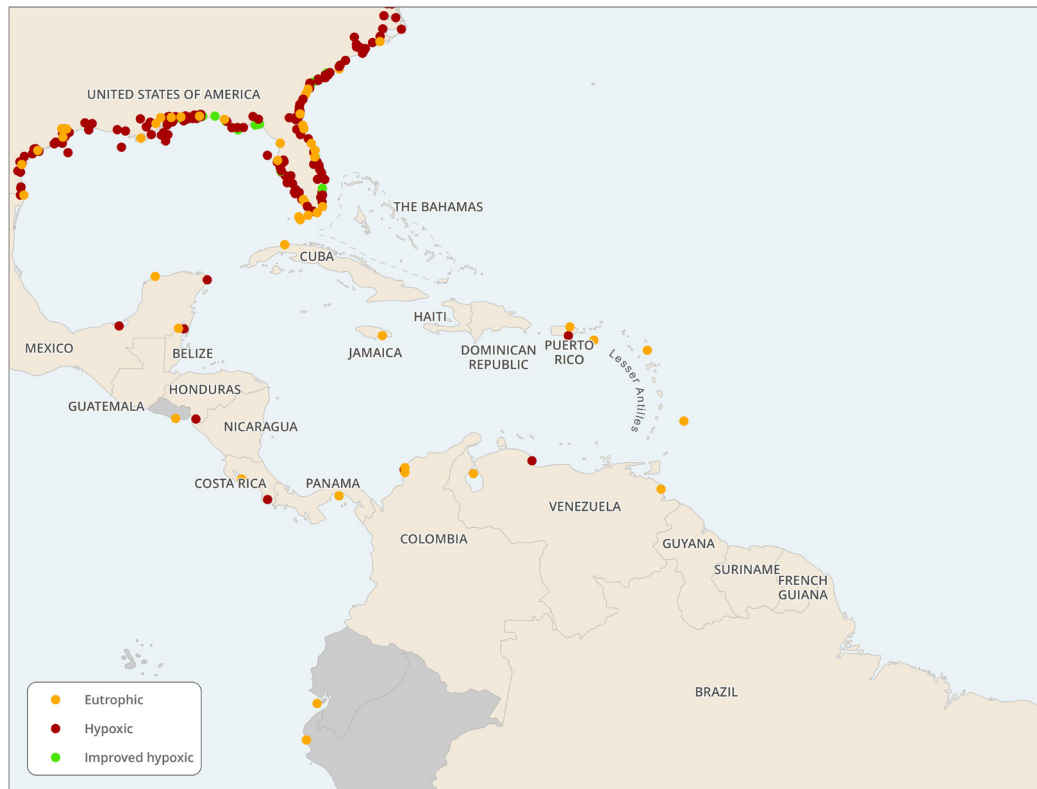 UNITED STATES OF AMERICA
THE BAHAMAS
CUBA
HAITI
MEXICO
BELIZE
JAMAICA
DOMINICAN
REPUBLIC
PUERTO
RICO
Lesser Antilles
HONDURAS
GUATEMALA
NICARAGUA
COSTA RICA
PANAMA
VENEZUELA
COLOMBIA
GUYANA
SURINAME
FRENCH
GUIANA
BRAZIL
Eutrophic
Hypoxic
Improved hypoxic